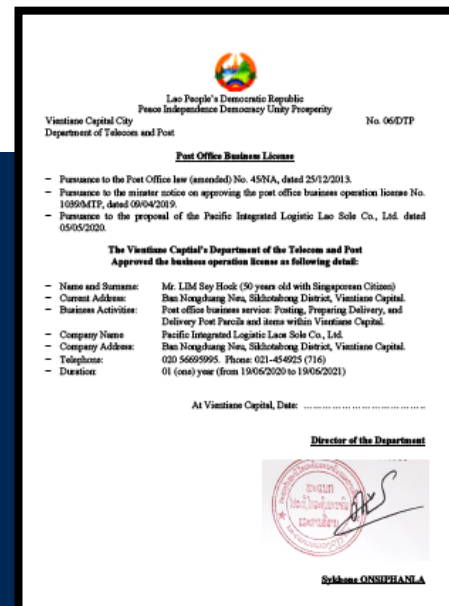 Lao People's Democratic Republic
Peace Independence Democracy Unity Prosperity
Vientiane Capital City No. 06/DTP
Department of Telecom and Post
Post Office Business License
– Pursuance to the Post Office law (amended) No. 45/NA, dated 25/12/2013.
– Pursuance to the minster notice on approving the post office business operation license No.
1039/MTP, dated 09/04/2019.
– Pursuance to the proposal of the Pacific Integrated Logistic Lao Sole Co., Ltd. dated
05/05/2020.
The Vientiane Captial's Department of the Telecom and Post
Approved the business operation license as following detail:
– Name and Surname: Mr. LIM Sey Hock (50 years old with Singaporean Citizen)
– Current Address: Ban Nongduang Neu, Sikhotabong District, Vientiane Capital.
– Business Activities: Post office business service: Posting, Preparing Delivery, and
Delivery Post Parcils and items within Vientiane Capital.
– Company Name Pacific Integrated Logistic Laos Sole Co., Ltd.
– Company Address: Ban Nongduang Neu, Sikhotabong District, Vientiane Capital.
– Telephone: 020 56695995. Phone: 021-454925 (716)
– Duration: 01 (one) year (from 19/06/2020 to 19/06/2021)
At Vientiane Capital, Date: ........................................
Director of the Department
Sykhone ONSIPHANLA